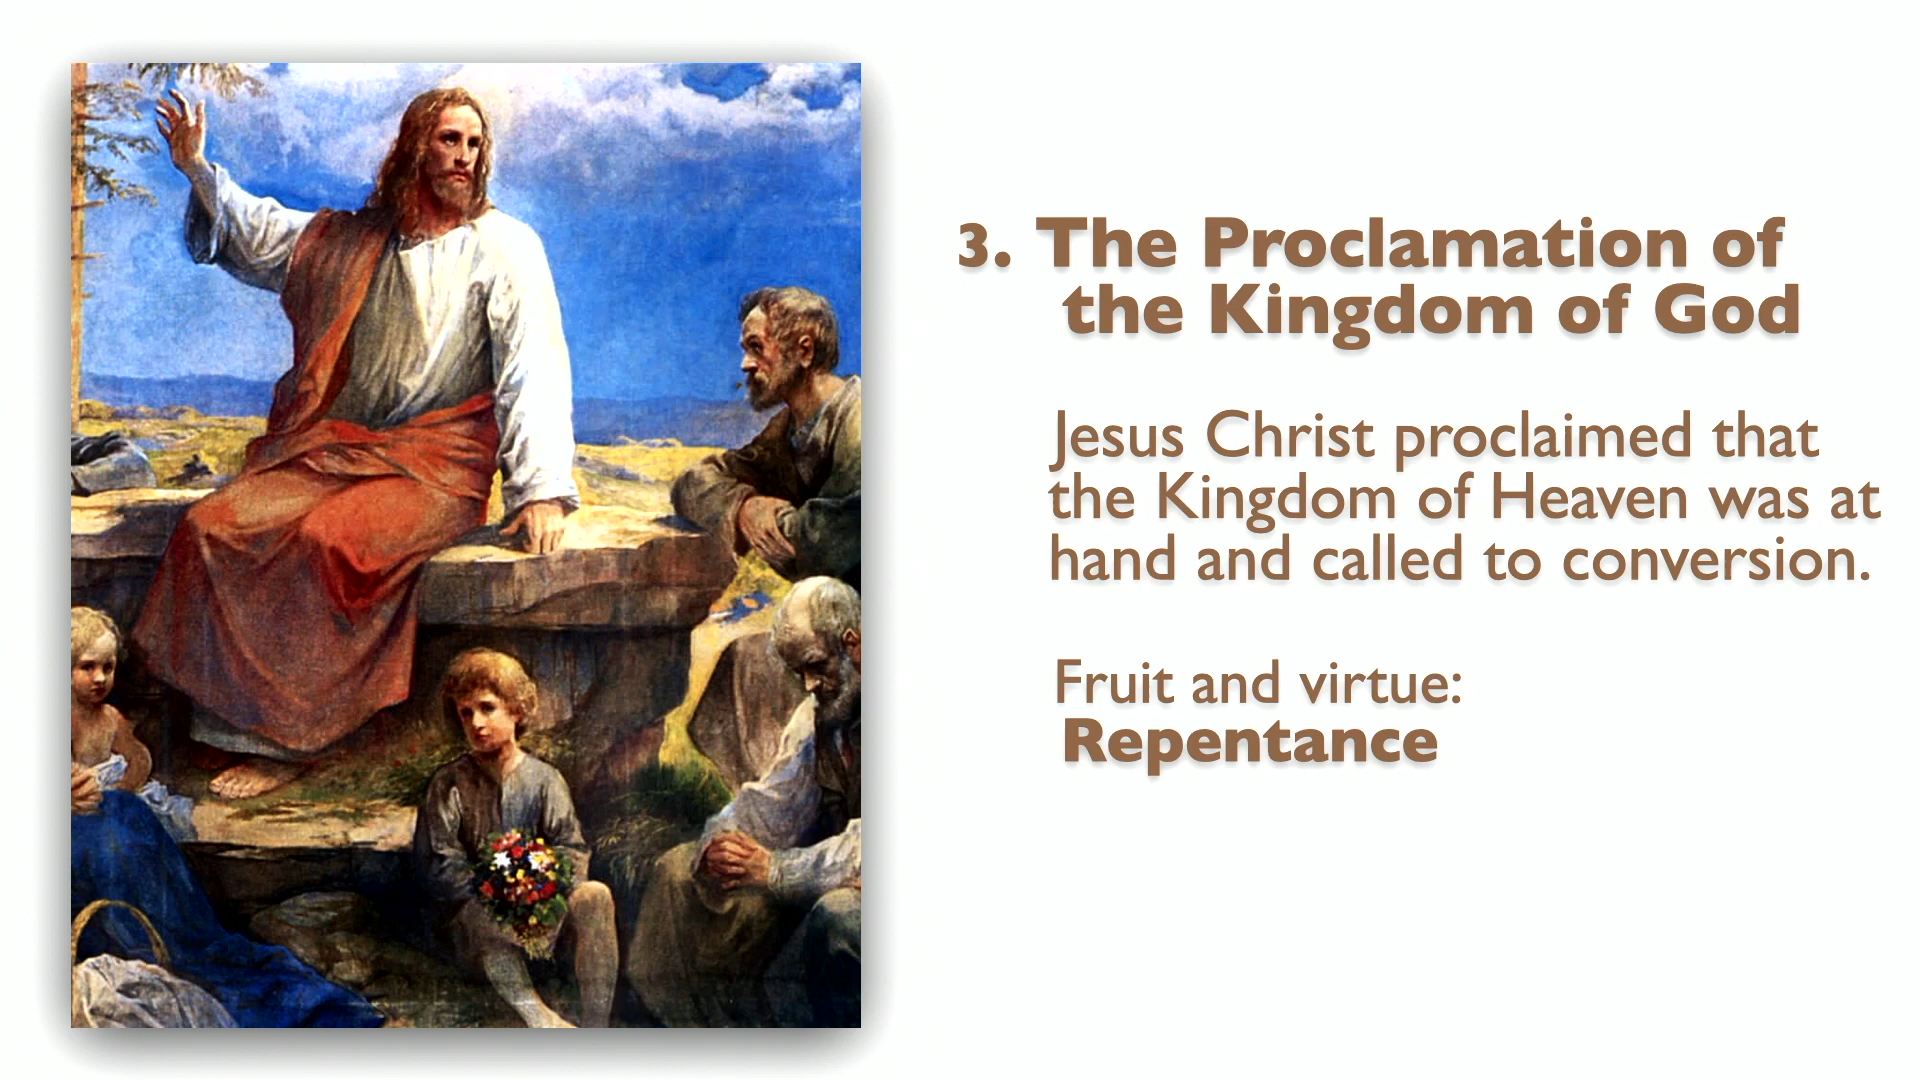 3. The Proclamation of
the Kingdom of God
Jesus Christ proclaimed that
the Kingdom of Heaven was at
hand and called to conversion.
Fruit and virtue:
Repentance